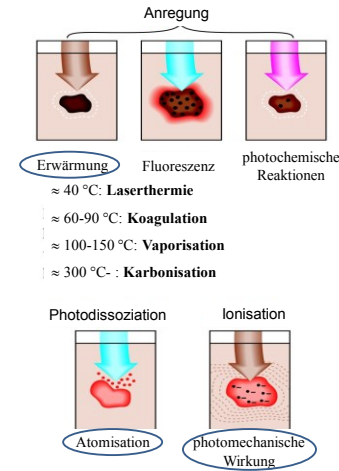 Anregung
Erwärmung
Fluoreszenz
photochemische
Reaktionen
≈ 40 °C: Laserthermie
≈ 60-90 °C: Koagulation
≈ 100-150 °C: Vaporisation
≈ 300 °C- : Karbonisation
Photodissoziation
Ionisation
Atomisation
photomechanische
Wirkung